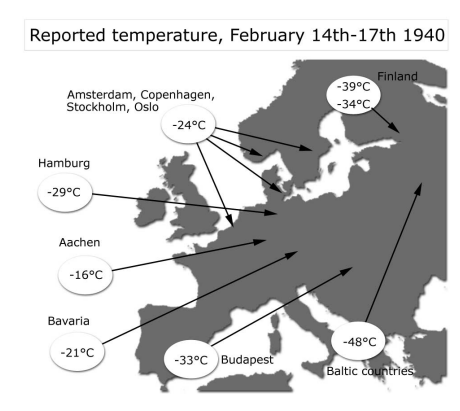 Reported temperature, February 14th-17th 1940
Finland
-39°C
-34°C
Amsterdam, Copenhagen,
Stockholm, Oslo
-24°C
Hamburg
-29°C
Aachen
-16°C
Bavaria
-21°C
-33°C
Budapest
-48°C
Baltic countries